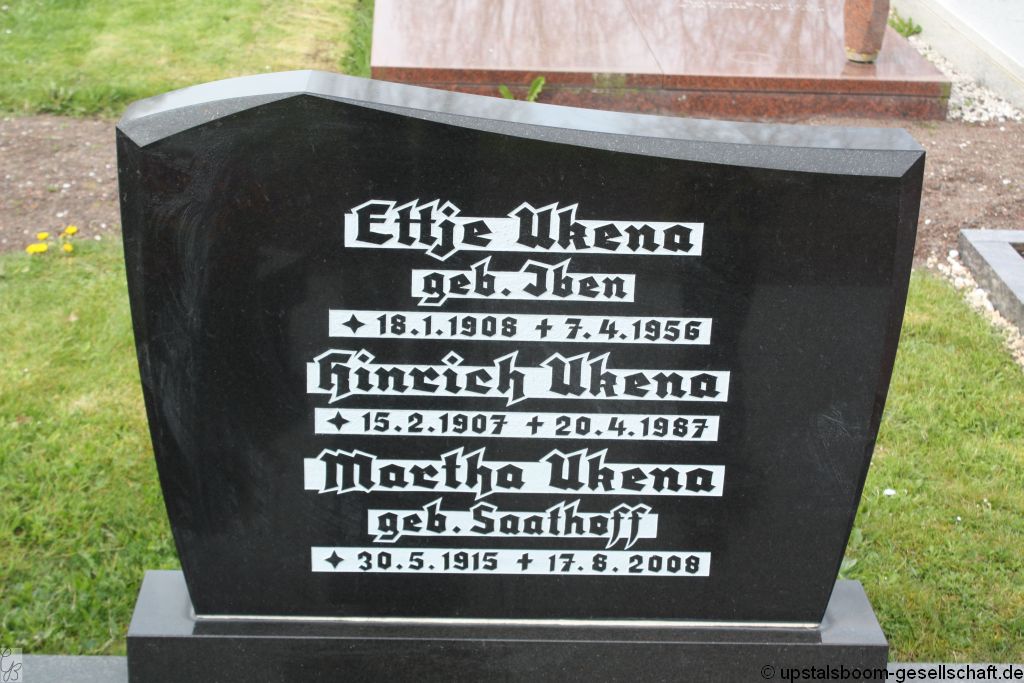 Ettje Ukena
geb. Iben
✦ 18.1.1908 + 7.4.1956
Hinrich Ukena
✦ 15.2.1907 + 20.4.1987
Martha Ukena
geb. Saathoff
✦ 30.5.1915 + 17.8.2008
© upstalsboom-gesellschaft.de